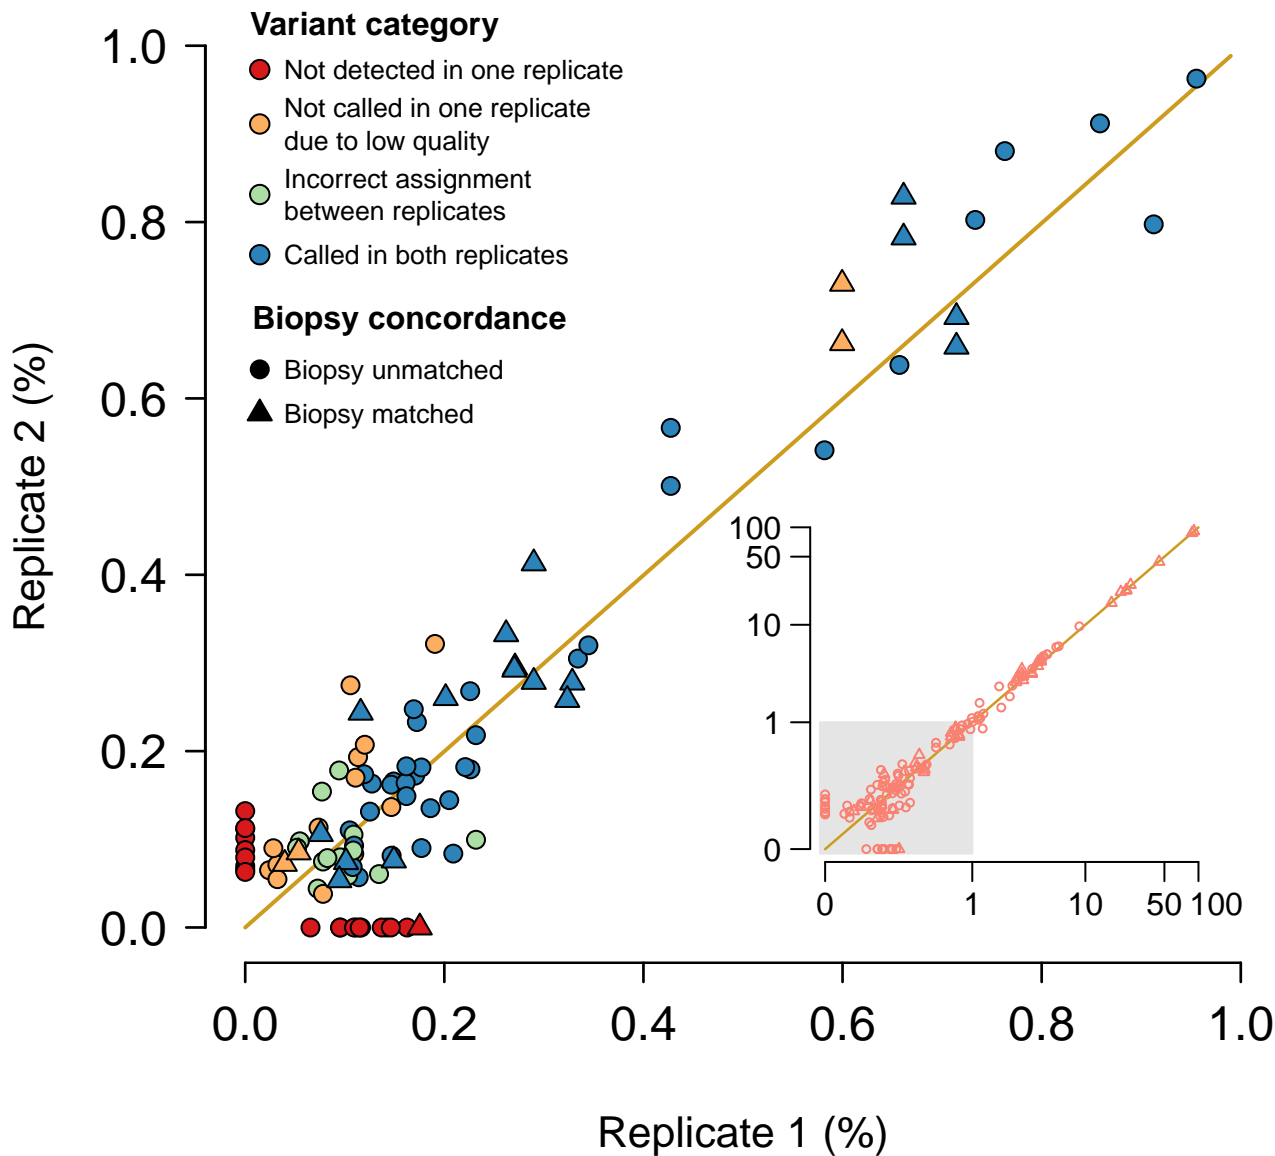 Variant category
Not detected in one replicate
Not called in one replicate
due to low quality
Incorrect assignment
between replicates
Called in both replicates
Biopsy concordance
Biopsy unmatched
Biopsy matched
Replicate 2 (%)
1.0
0.8
0.6
0.4
0.2
0.0
100
50
10
1
0
0 1 10 50 100
0.0 0.2 0.4 0.6 0.8 1.0
Replicate 1 (%)